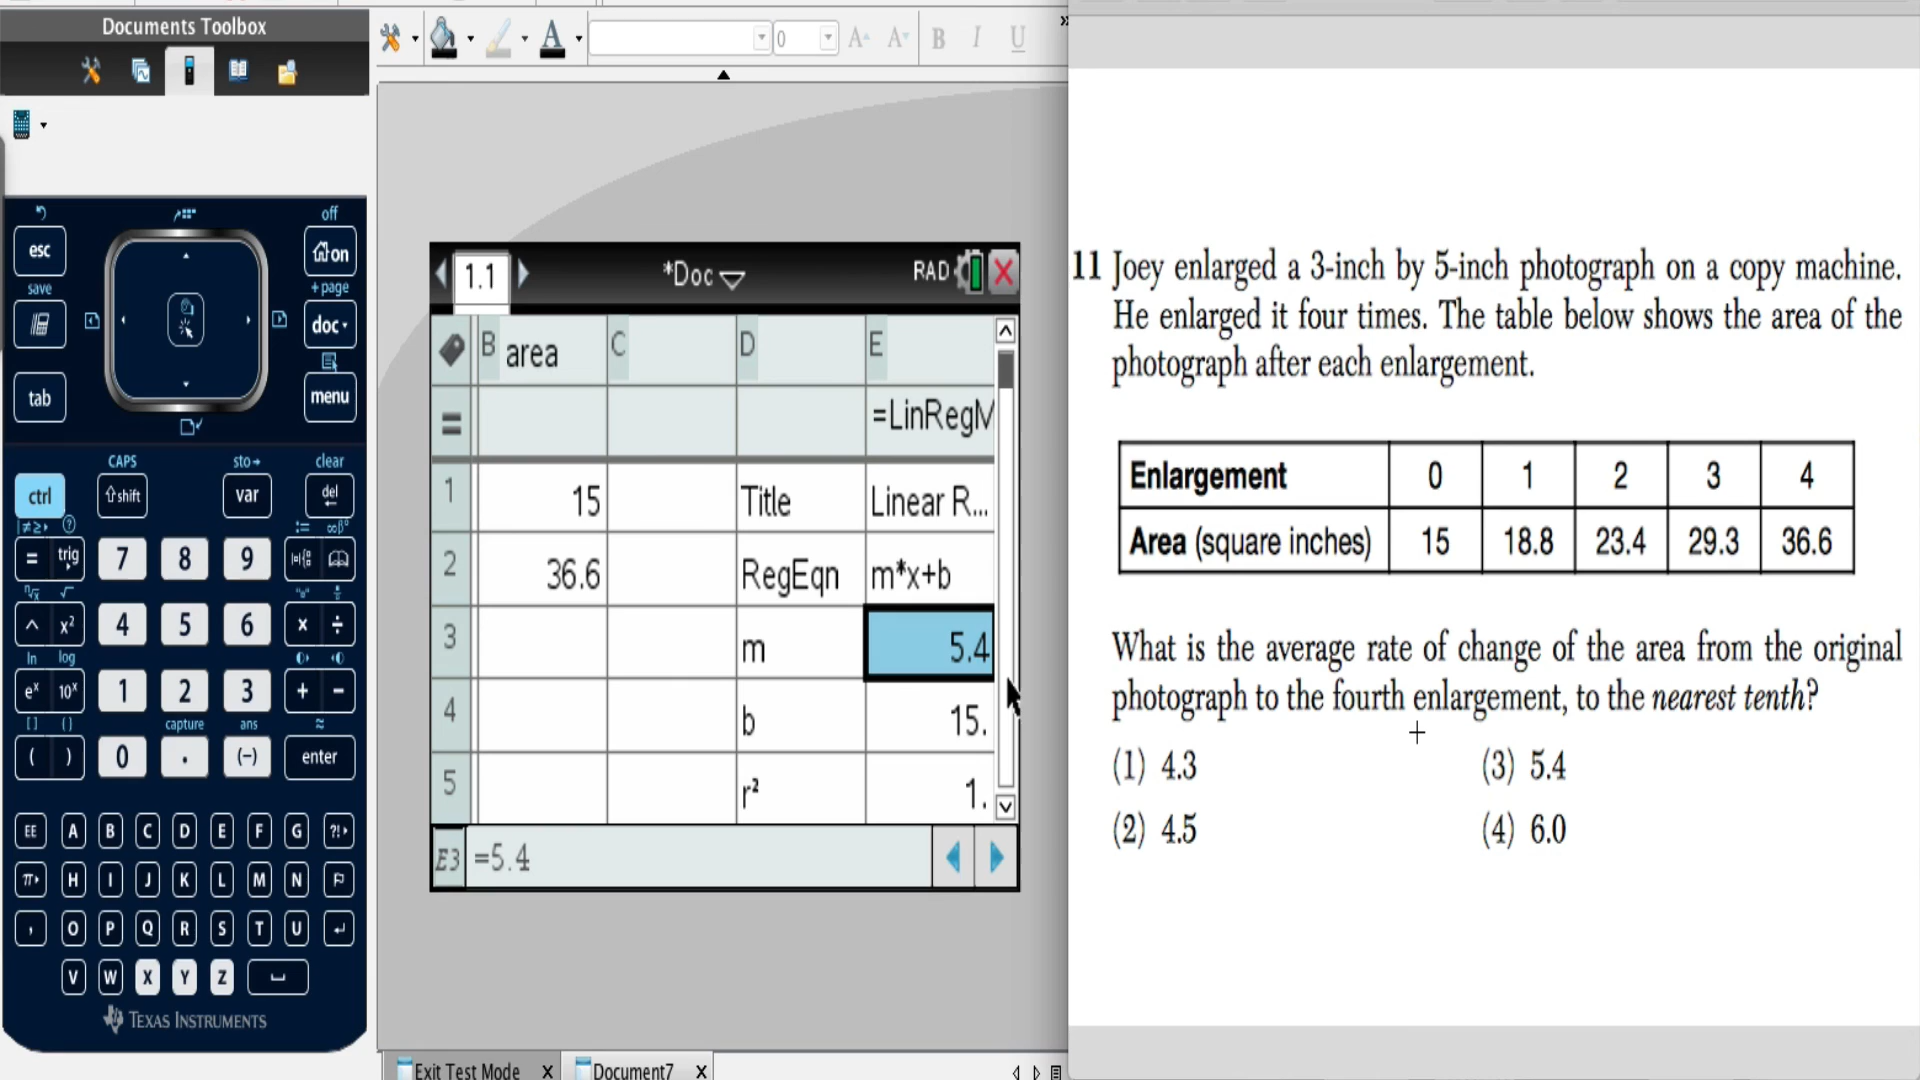 Documents Toolbox
0
A
A
A
B
I
U
esc
off
on
save
+ page
doc
tab
menu
CAPS
sto→
clear
ctrl
shift
var
del
=
trig
7
8
9
^
x²
4
5
6
×
÷
ln
log
eˣ
10ˣ
1
2
3
+
−
[ ]
( )
capture
ans
≈
(
)
0
.
(−)
enter
EE
A
B
C
D
E
F
G
?!
π
H
I
J
K
L
M
N
,
O
P
Q
R
S
T
U
V
W
X
Y
Z
TEXAS INSTRUMENTS
1.1
*Doc
RAD
B area
C
D
E
=
=LinRegM
1
15
Title
Linear R...
2
36.6
RegEqn
m*x+b
3
m
5.4
4
b
15.
5
r²
1.
E3 =5.4
Exit Test Mode
Document7
11 Joey enlarged a 3-inch by 5-inch photograph on a copy machine.
He enlarged it four times. The table below shows the area of the
photograph after each enlargement.
Enlargement 0 1 2 3 4
Area (square inches) 15 18.8 23.4 29.3 36.6
What is the average rate of change of the area from the original
photograph to the fourth enlargement, to the nearest tenth?
(1) 4.3 (3) 5.4
(2) 4.5 (4) 6.0